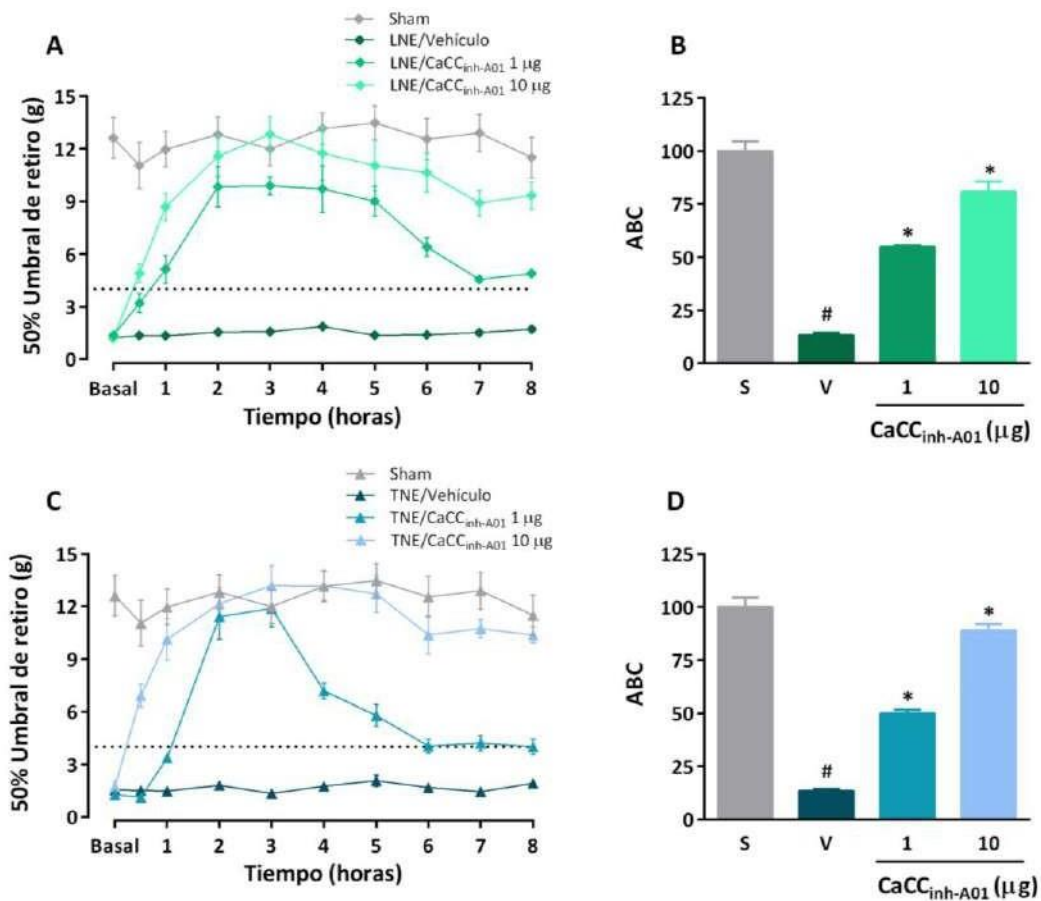 A
Sham
LNE/Vehículo
LNE/CaCCinh-A01 1 µg
LNE/CaCCinh-A01 10 µg
50% Umbral de retiro (g)
15
12
9
6
3
0
Basal 1 2 3 4 5 6 7 8
Tiempo (horas)
B
ABC
125
100
75
50
25
0
#
*
*
S V 1 10
CaCCinh-A01 (µg)
C
Sham
TNE/Vehículo
TNE/CaCCinh-A01 1 µg
TNE/CaCCinh-A01 10 µg
50% Umbral de retiro (g)
15
12
9
6
3
0
Basal 1 2 3 4 5 6 7 8
Tiempo (horas)
D
ABC
125
100
75
50
25
0
#
*
*
S V 1 10
CaCCinh-A01 (µg)